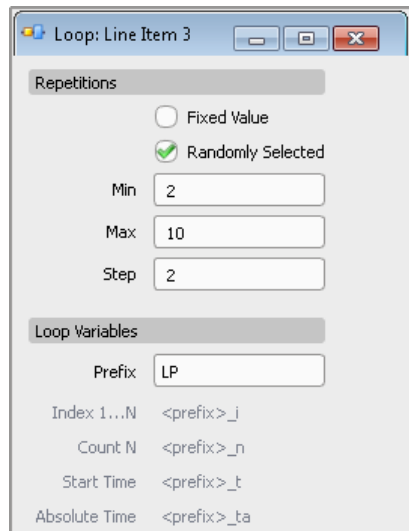 Loop: Line Item 3
Repetitions
Fixed Value
Randomly Selected
Min 2
Max 10
Step 2
Loop Variables
Prefix LP
Index 1...N <prefix>_i
Count N <prefix>_n
Start Time <prefix>_t
Absolute Time <prefix>_ta